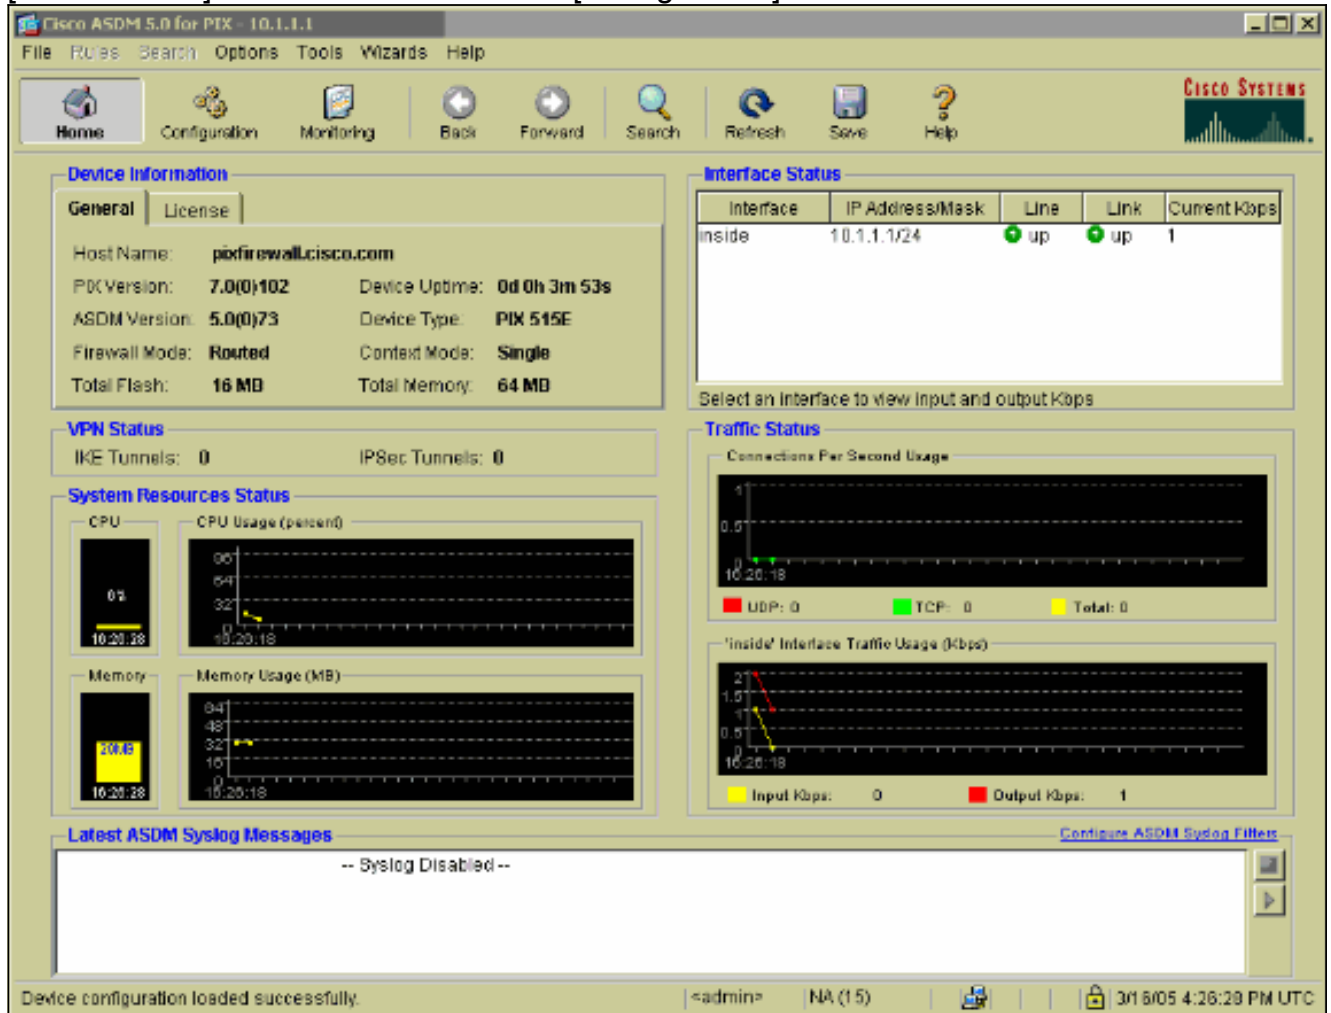 Cisco ASDM 5.0 for PIX - 10.1.1.1
File Rules Search Options Tools Wizards Help
Home Configuration Monitoring Back Forward Search Refresh Save Help
CISCO SYSTEMS
Device Information
General License
Host Name: pixfirewall.cisco.com
PIX Version: 7.0(0)102 Device Uptime: 0d 0h 3m 53s
ASDM Version: 5.0(0)73 Device Type: PIX 515E
Firewall Mode: Routed Context Mode: Single
Total Flash: 16 MB Total Memory: 64 MB
Interface Status
Interface IP Address/Mask Line Link Current Kbps
inside 10.1.1.1/24 up up 1
Select an interface to view input and output Kbps
VPN Status
IKE Tunnels: 0 IPSec Tunnels: 0
System Resources Status
CPU
0%
16:26:28
CPU Usage (percent)
96
64
32
0
16:26:18
Memory
20MB
16:26:28
Memory Usage (MB)
64
48
32
16
0
16:26:18
Traffic Status
Connections Per Second Usage
1
0.5
0
16:26:18
UDP: 0 TCP: 0 Total: 0
'inside' Interface Traffic Usage (Kbps)
2
1.5
1
0.5
0
16:26:18
Input Kbps: 0 Output Kbps: 1
Latest ASDM Syslog Messages Configure ASDM Syslog Filters
-- Syslog Disabled --
Device configuration loaded successfully. <admin> NA (15) 3/16/05 4:26:28 PM UTC